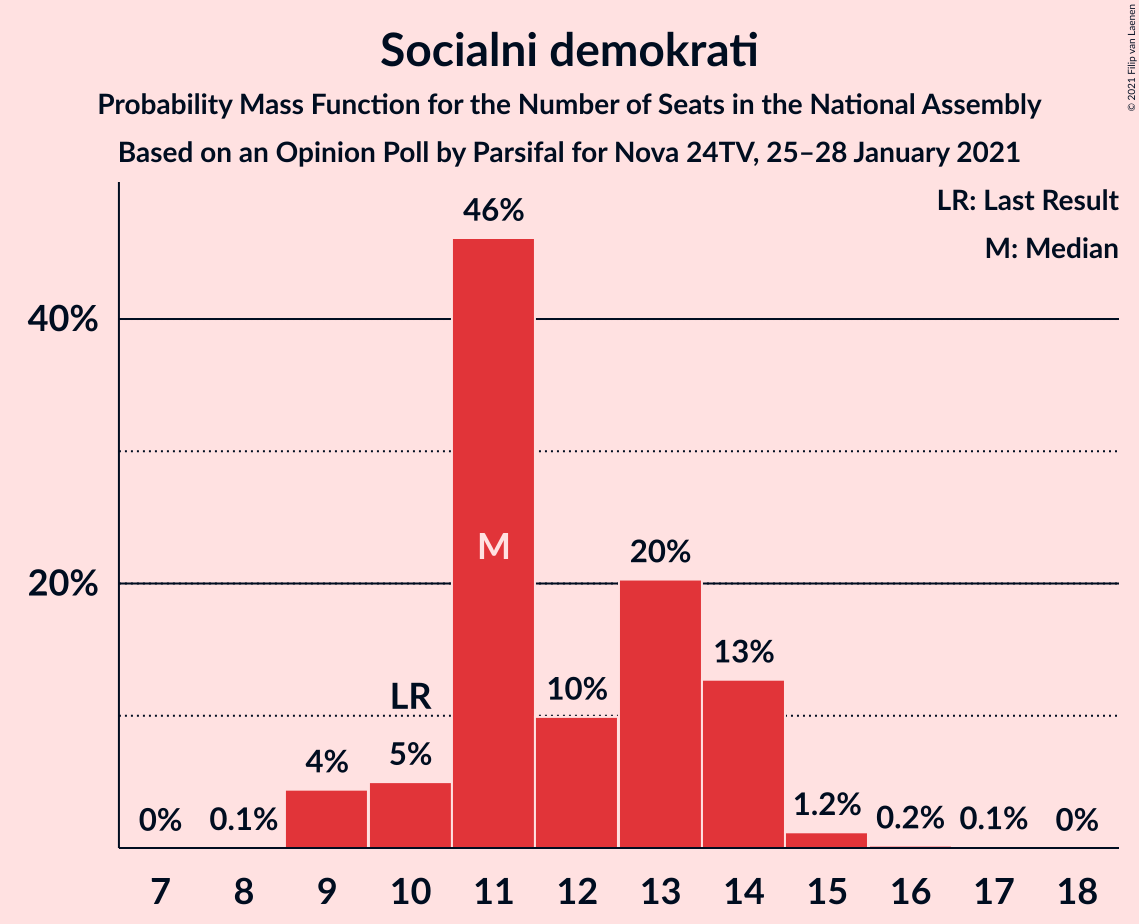 Socialni demokrati
Probability Mass Function for the Number of Seats in the National Assembly
Based on an Opinion Poll by Parsifal for Nova 24TV, 25–28 January 2021
© 2021 Filip van Laenen
LR: Last Result
M: Median
46%
40%
M
20%
20%
13%
LR
10%
4%
5%
0%
0.1%
1.2%
0.2%
0.1%
0%
7 8 9 10 11 12 13 14 15 16 17 18